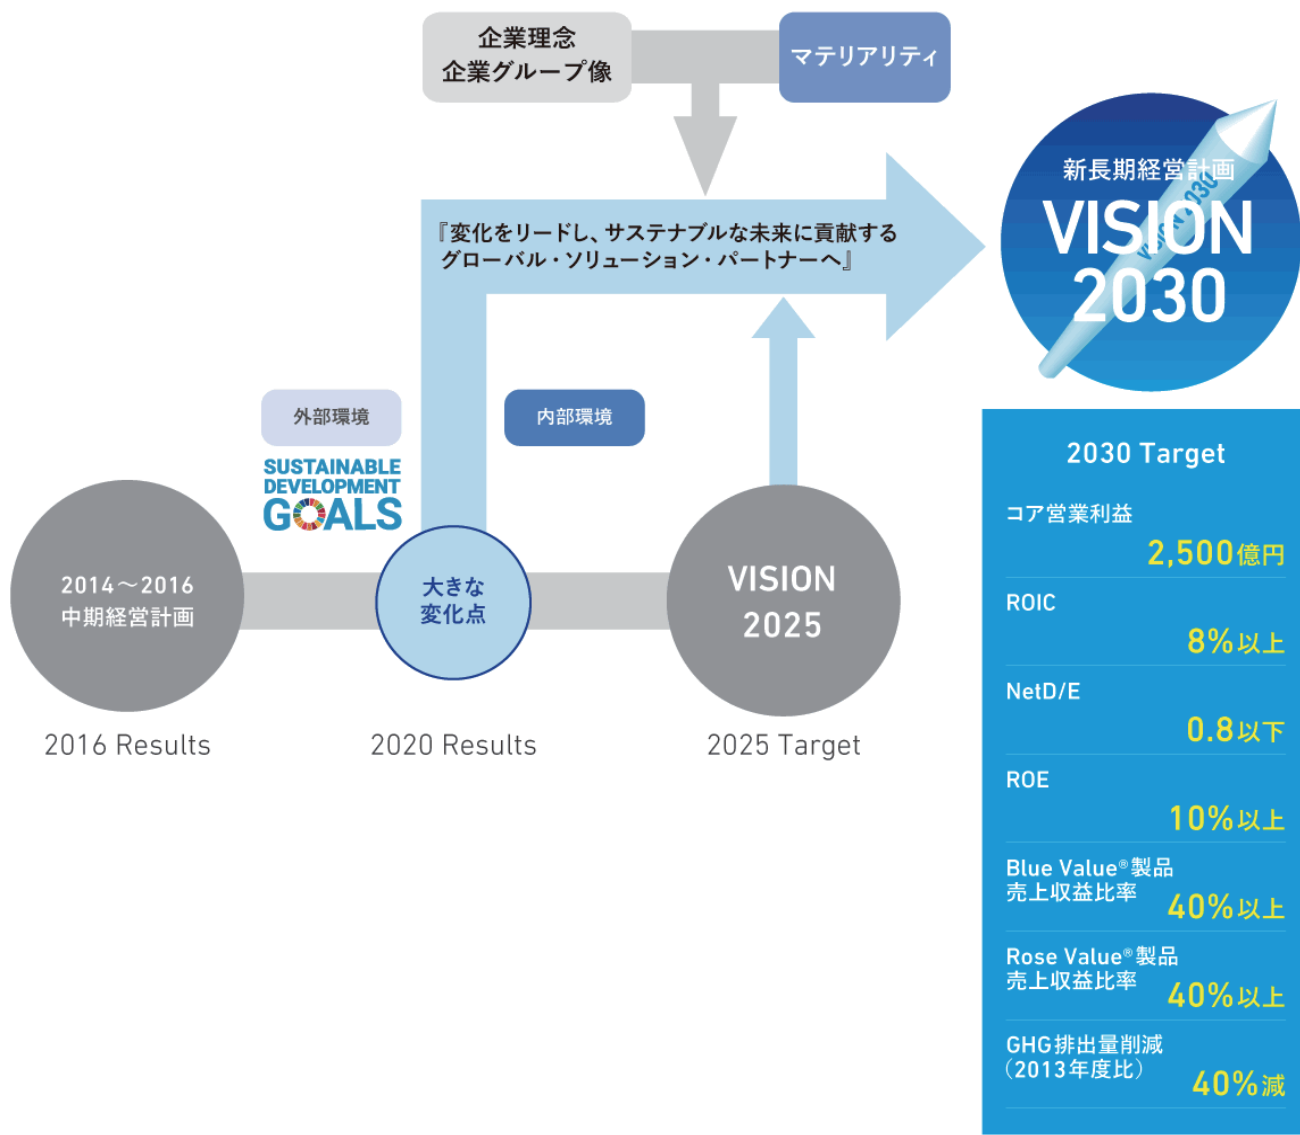 企業理念
企業グループ像
マテリアリティ
『変化をリードし、サステナブルな未来に貢献する
グローバル・ソリューション・パートナーへ』
新長期経営計画
VISION
2030
VISION 2030
外部環境
SUSTAINABLE
DEVELOPMENT
GOALS
内部環境
2014～2016
中期経営計画
大きな
変化点
VISION
2025
2016 Results
2020 Results
2025 Target
2030 Target
コア営業利益
2,500億円
ROIC
8%以上
NetD/E
0.8以下
ROE
10%以上
Blue Value®製品
売上収益比率
40%以上
Rose Value®製品
売上収益比率
40%以上
GHG排出量削減
（2013年度比）
40%減